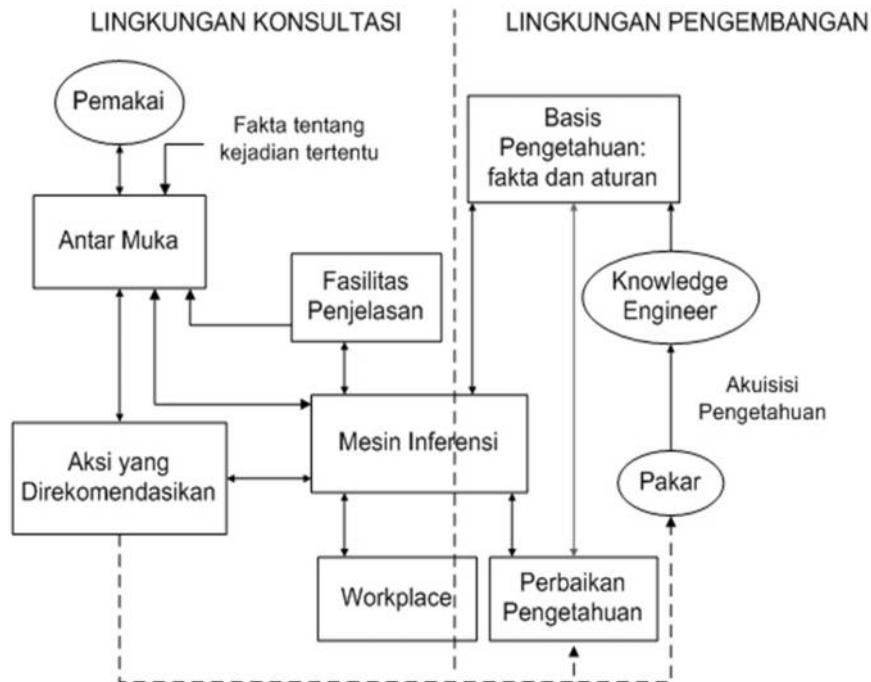 LINGKUNGAN KONSULTASI
LINGKUNGAN PENGEMBANGAN
Pemakai
Fakta tentang
kejadian tertentu
Basis
Pengetahuan:
fakta dan aturan
Antar Muka
Fasilitas
Penjelasan
Knowledge
Engineer
Akuisisi
Pengetahuan
Aksi yang
Direkomendasikan
Mesin Inferensi
Pakar
Workplace
Perbaikan
Pengetahuan